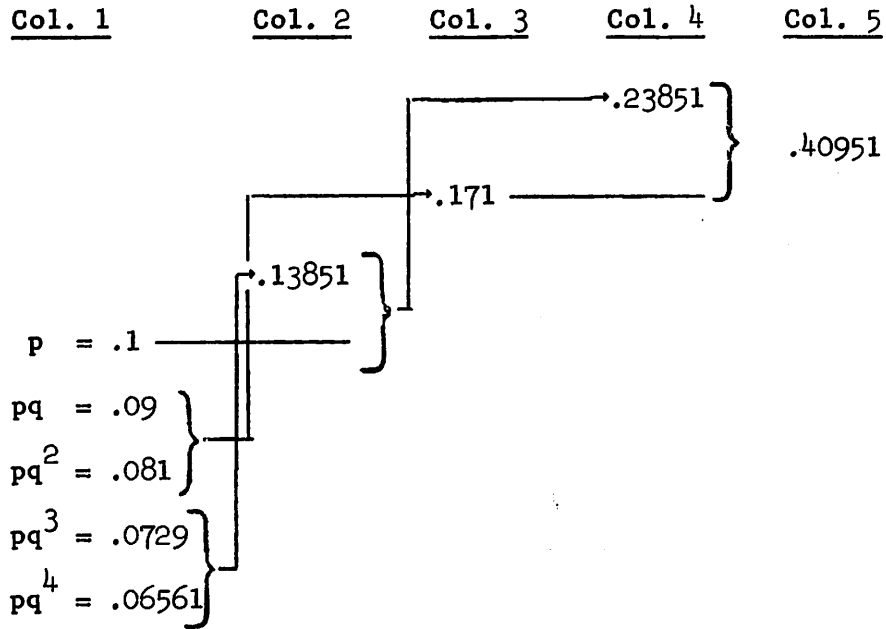 Col. 1 Col. 2 Col. 3 Col. 4 Col. 5
.23851
.40951
.171
.13851
p = .1
pq = .09
pq² = .081
pq³ = .0729
pq⁴ = .06561